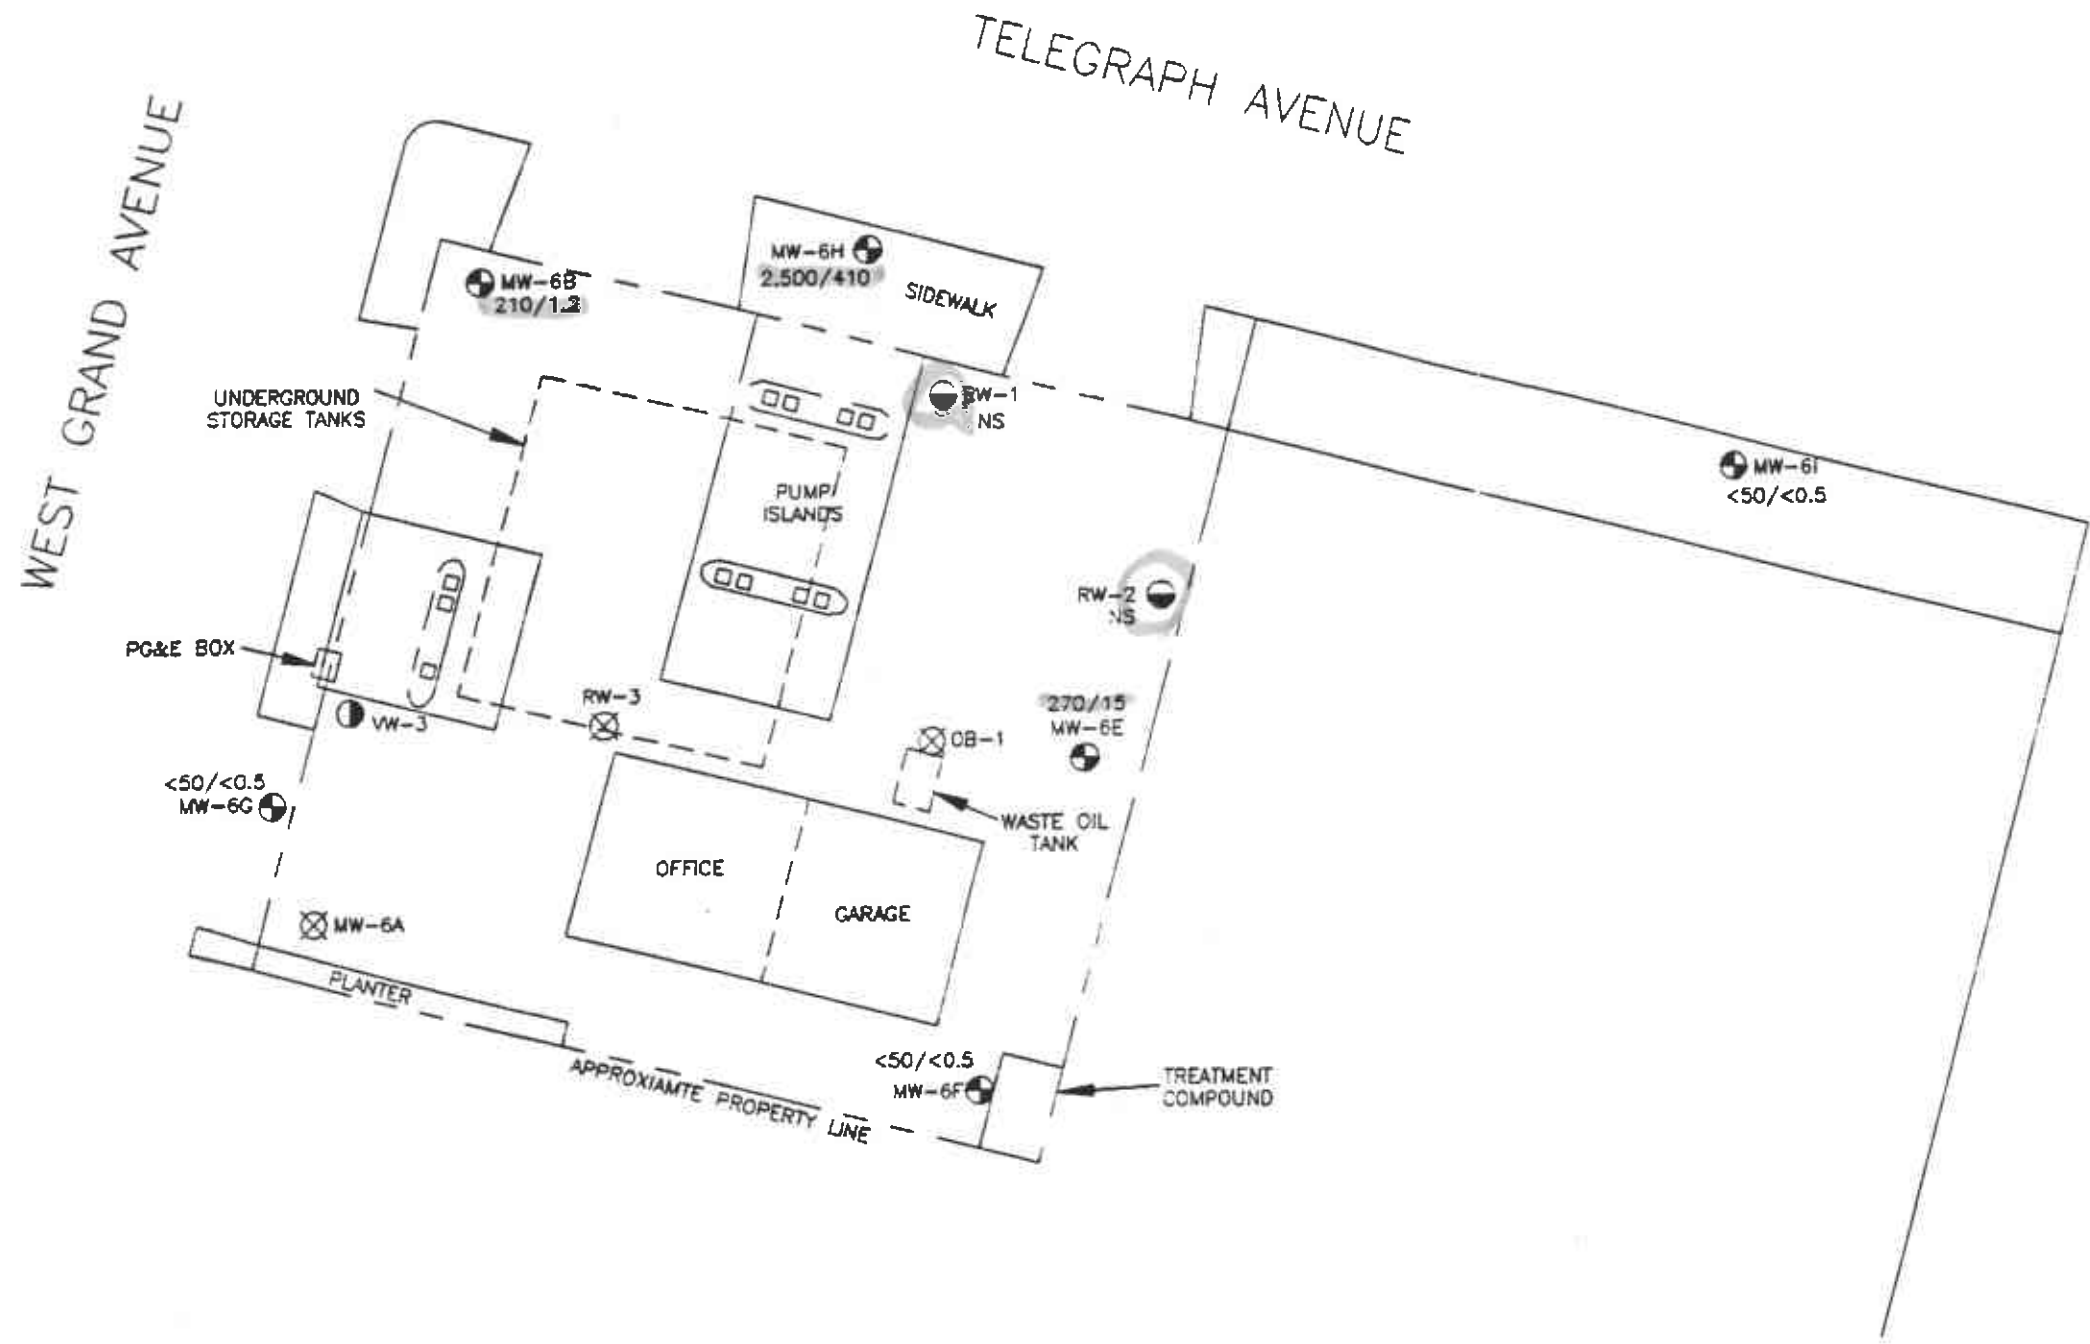 TELEGRAPH AVENUE
WEST GRAND AVENUE
MW-6H
2,500/410
SIDEWALK
MW-6B
210/1.2
UNDERGROUND
STORAGE TANKS
RW-1
NS
MW-6I
<50/<0.5
PUMP
ISLANDS
RW-2
NS
PG&E BOX
RW-3
VW-3
270/15
MW-6E
OB-1
<50/<0.5
MW-6G
WASTE OIL
TANK
OFFICE
GARAGE
MW-6A
PLANTER
APPROXIAMTE PROPERTY LINE
<50/<0.5
MW-6F
TREATMENT
COMPOUND